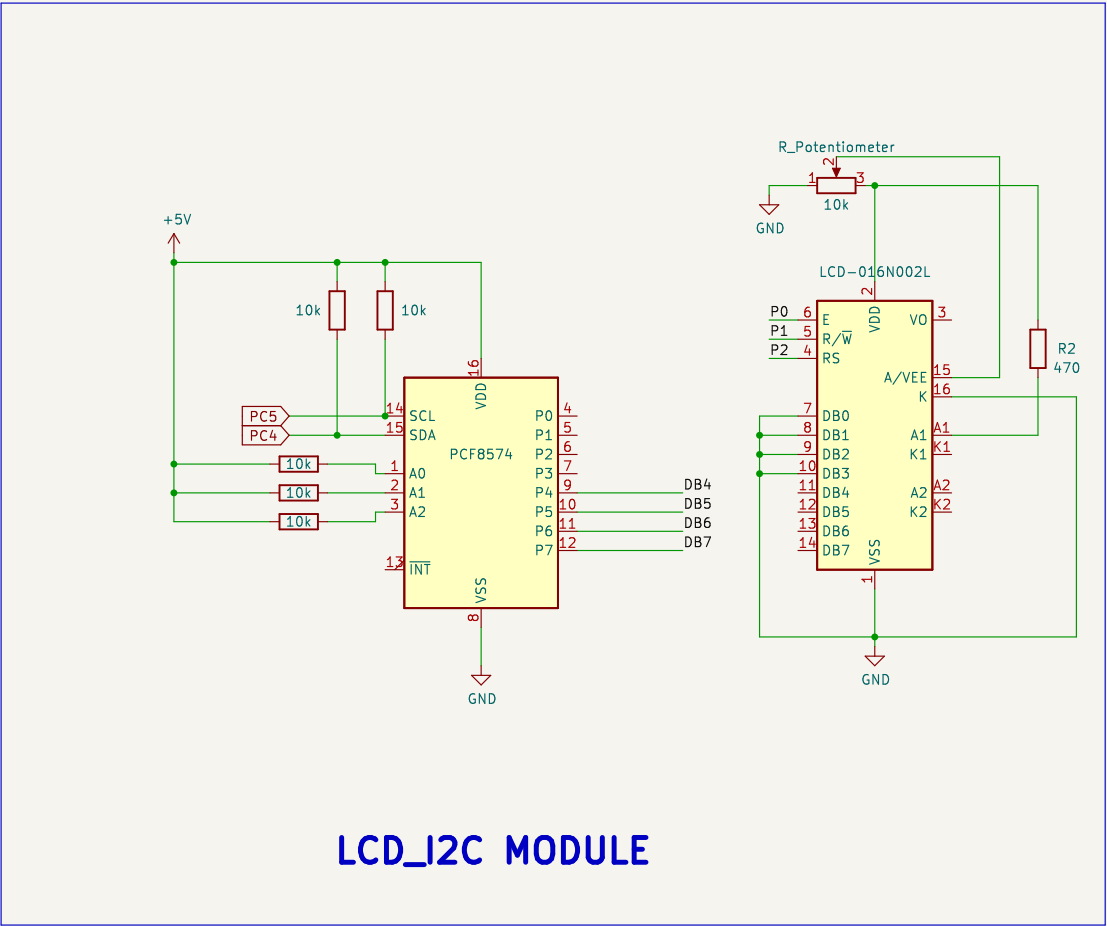 R_Potentiometer
2
1
3
10k
GND
+5V
10k
10k
16
VDD
PC5
PC4
14
SCL
15
SDA
10k
1
A0
10k
2
A1
10k
3
A2
13
INT
PCF8574
P0
4
P1
5
P2
6
P3
7
P4
9
DB4
P5
10
DB5
P6
11
DB6
P7
12
DB7
VSS
8
GND
LCD-016N002L
2
VDD
P0
6
E
P1
5
R/W
P2
4
RS
VO
3
A/VEE
15
K
16
R2
470
7
DB0
8
DB1
9
DB2
10
DB3
11
DB4
12
DB5
13
DB6
14
DB7
A1
A1
K1
K1
A2
A2
K2
K2
VSS
1
GND
LCD_I2C MODULE